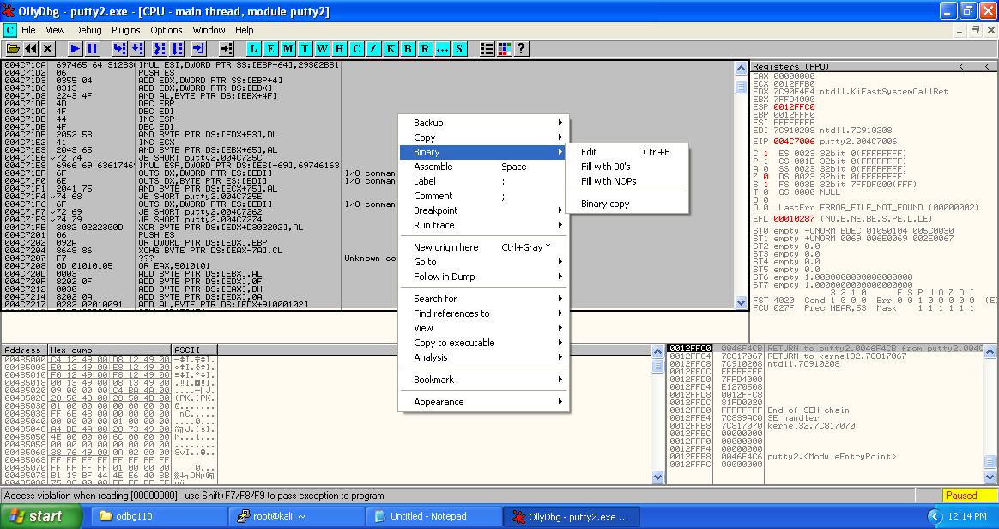 OllyDbg - putty2.exe - [CPU - main thread, module putty2]
C File View Debug Plugins Options Window Help
L E M T W H C / K B R ... S ?
004C71CA 697465 64 312B30 IMUL ESI,DWORD PTR SS:[EBP+64],29302B31
004C71D2 06 PUSH ES
004C71D3 0355 04 ADD EDX,DWORD PTR SS:[EBP+4]
004C71D6 0313 ADD EDX,DWORD PTR DS:[EBX]
004C71D8 2243 4F AND AL,BYTE PTR DS:[EBX+4F]
004C71DB 4D DEC EBP
004C71DC 4F DEC EDI
004C71DD 44 INC ESP
004C71DE 4F DEC EDI
004C71DF 2052 53 AND BYTE PTR DS:[EDX+53],DL
004C71E2 41 INC ECX
004C71E3 2043 65 AND BYTE PTR DS:[EBX+65],AL
004C71E6 72 74 JB SHORT putty2.004C725C
004C71E8 6966 69 63617469 IMUL ESP,DWORD PTR DS:[ESI+69],69746163
004C71EF 6F OUTS DX,DWORD PTR ES:[EDI] I/O command
004C71F0 6E OUTS DX,BYTE PTR ES:[EDI] I/O command
004C71F1 2041 75 AND BYTE PTR DS:[ECX+75],AL
004C71F4 74 68 JE SHORT putty2.004C725E
004C71F6 6F OUTS DX,DWORD PTR ES:[EDI] I/O command
004C71F7 72 69 JB SHORT putty2.004C7262
004C71F9 74 79 JE SHORT putty2.004C7274
004C71FB 3082 0222300D XOR BYTE PTR DS:[EDX+D302202],AL
004C7201 06 PUSH ES
004C7202 092A OR DWORD PTR DS:[EDX],EBP
004C7204 8648 86 XCHG BYTE PTR DS:[EAX-7A],CL
004C7207 F7 ??? Unknown com
004C7208 0D 01010105 OR EAX,5010101
004C720D 0003 ADD BYTE PTR DS:[EBX],AL
004C720F 8202 0F ADD BYTE PTR DS:[EDX],0F
004C7212 0030 ADD BYTE PTR DS:[EAX],DH
004C7214 8202 0A ADD BYTE PTR DS:[EDX],0A
004C7217 0282 02010091 ADD AL,BYTE PTR DS:[EDX+91000102]
Backup
Copy
Binary
Assemble Space
Label :
Comment ;
Breakpoint
Run trace
New origin here Ctrl+Gray *
Go to
Follow in Dump
Search for
Find references to
View
Copy to executable
Analysis
Bookmark
Appearance
Edit Ctrl+E
Fill with 00's
Fill with NOPs
Binary copy
Registers (FPU) < <
EAX 00000000
ECX 0012FFB0
EDX 7C90E4F4 ntdll.KiFastSystemCallRet
EBX 7FFD4000
ESP 0012FFC0
EBP 0012FFF0
ESI FFFFFFFF
EDI 7C910208 ntdll.7C910208
EIP 004C7006 putty2.004C7006
C 1 ES 0023 32bit 0(FFFFFFFF)
P 1 CS 001B 32bit 0(FFFFFFFF)
A 0 SS 0023 32bit 0(FFFFFFFF)
Z 0 DS 0023 32bit 0(FFFFFFFF)
S 1 FS 003B 32bit 7FFDF000(FFF)
T 0 GS 0000 NULL
D 0
O 0 LastErr ERROR_FILE_NOT_FOUND (00000002)
EFL 00010287 (NO,B,NE,BE,S,PE,L,LE)
ST0 empty -UNORM BDEC 01050104 005C0030
ST1 empty +UNORM 0069 006E0069 002E0067
ST2 empty 0.0
ST3 empty 0.0
ST4 empty 0.0
ST5 empty 0.0
ST6 empty 1.0000000000000000000
ST7 empty 1.0000000000000000000
3 2 1 0 E S P U O Z D I
FST 4020 Cond 1 0 0 0 Err 0 0 1 0 0 0 0 0 (EQ
FCW 027F Prec NEAR,53 Mask 1 1 1 1 1 1
Address Hex dump ASCII
004B5000 C4 12 49 00 D8 12 49 00
004B5008 E0 12 49 00 E8 12 49 00
004B5010 F0 12 49 00 F8 12 49 00
004B5018 00 13 49 00 08 13 49 00
004B5020 09 00 00 00 C4 BA 4A 00
004B5028 28 50 4B 00 28 50 4B 00 (PK.(PK.
004B5030 01 00 00 00 00 00 00 00
004B5038 FF 6E 43 00 00 00 00 00 nC.....
004B5040 00 00 00 00 01 00 00 00
004B5048 A4 BB 4A 00 28 73 49 00
004B5050 4E 00 00 00 6C 00 00 00 N...l...
004B5058 00 00 00 00 00 00 00 00 ........
004B5060 38 76 49 00 0A 02 00 00
004B5068 FF FF FF FF FF FF FF FF
004B5070 FF FF FF FF 01 00 00 00
004B5078 B1 19 BF 44 4E E6 40 BB
0012FFC0 0046F4CB RETURN to putty2.0046F4CB from putty2.004C
0012FFC4 7C817067 RETURN to kernel32.7C817067
0012FFC8 7C910208 ntdll.7C910208
0012FFCC FFFFFFFF
0012FFD0 7FFD4000
0012FFD4 E1270508
0012FFD8 0012FFC8
0012FFDC 81FD0020
0012FFE0 FFFFFFFF End of SEH chain
0012FFE4 7C839AC0 SE handler
0012FFE8 7C817070 kernel32.7C817070
0012FFEC 00000000
0012FFF0 00000000
0012FFF4 00000000
0012FFF8 0046F4C6 putty2.<ModuleEntryPoint>
0012FFFC 00000000
Access violation when reading [00000000] - use Shift+F7/F8/F9 to pass exception to program Paused
start odbg110 root@kali: ~ Untitled - Notepad OllyDbg - putty2.exe ... 12:14 PM